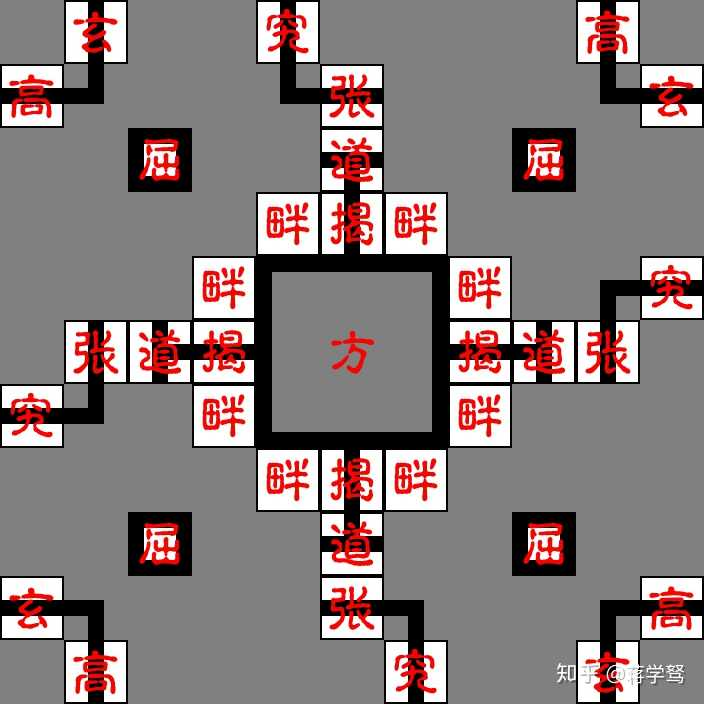 玄 究 高
高 张 玄
屈 道 屈
畔 揭 畔
畔 畔 究
张 道 揭 方 揭 道 张
究 畔 畔
畔 揭 畔
屈 道 屈
玄 张 高
高 究 玄
知乎 @蒋学驽